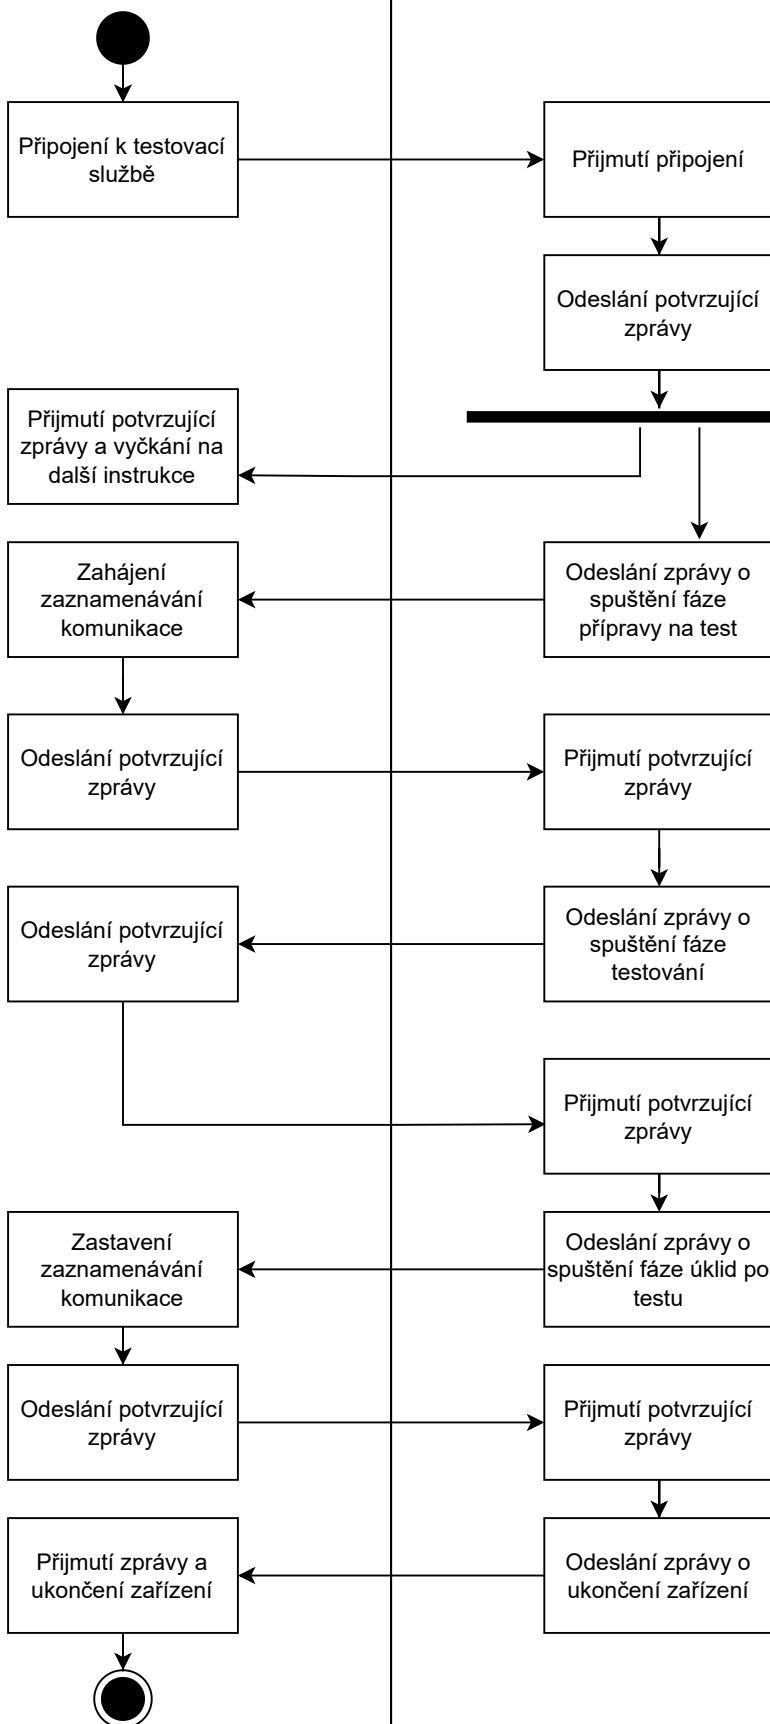 Připojení k testovací
službě
Přijmutí připojení
Odeslání potvrzující
zprávy
Přijmutí potvrzující
zprávy a vyčkání na
další instrukce
Zahájení
zaznamenávání
komunikace
Odeslání zprávy o
spuštění fáze
přípravy na test
Odeslání potvrzující
zprávy
Přijmutí potvrzující
zprávy
Odeslání potvrzující
zprávy
Odeslání zprávy o
spuštění fáze
testování
Přijmutí potvrzující
zprávy
Zastavení
zaznamenávání
komunikace
Odeslání zprávy o
spuštění fáze úklid po
testu
Odeslání potvrzující
zprávy
Přijmutí potvrzující
zprávy
Přijmutí zprávy a
ukončení zařízení
Odeslání zprávy o
ukončení zařízení